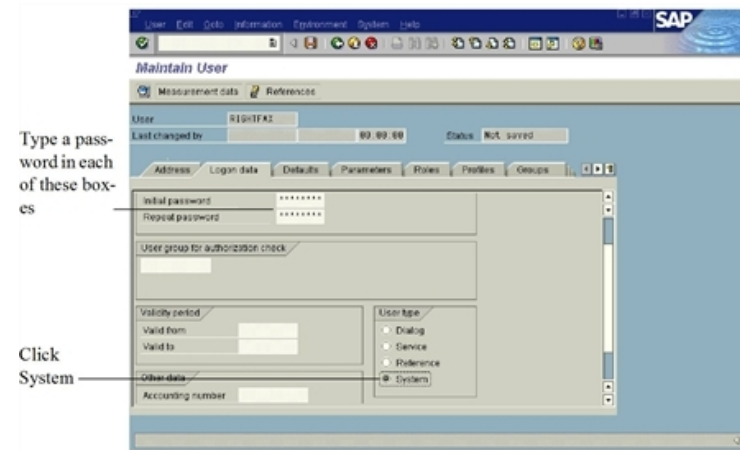 User Edit Goto Information Environment System Help
SAP
Maintain User
Measurement data References
User RIGHTFAX
Last changed by 00:00:00 Status Not saved
Address Logon data Defaults Parameters Roles Profiles Groups
Type a pass-
word in each
of these box-
es
Initial password ********
Repeat password ********
User group for authorization check
Validity period
Valid from
Valid to
User type
Dialog
Service
Reference
System
Click
System
Other data
Accounting number